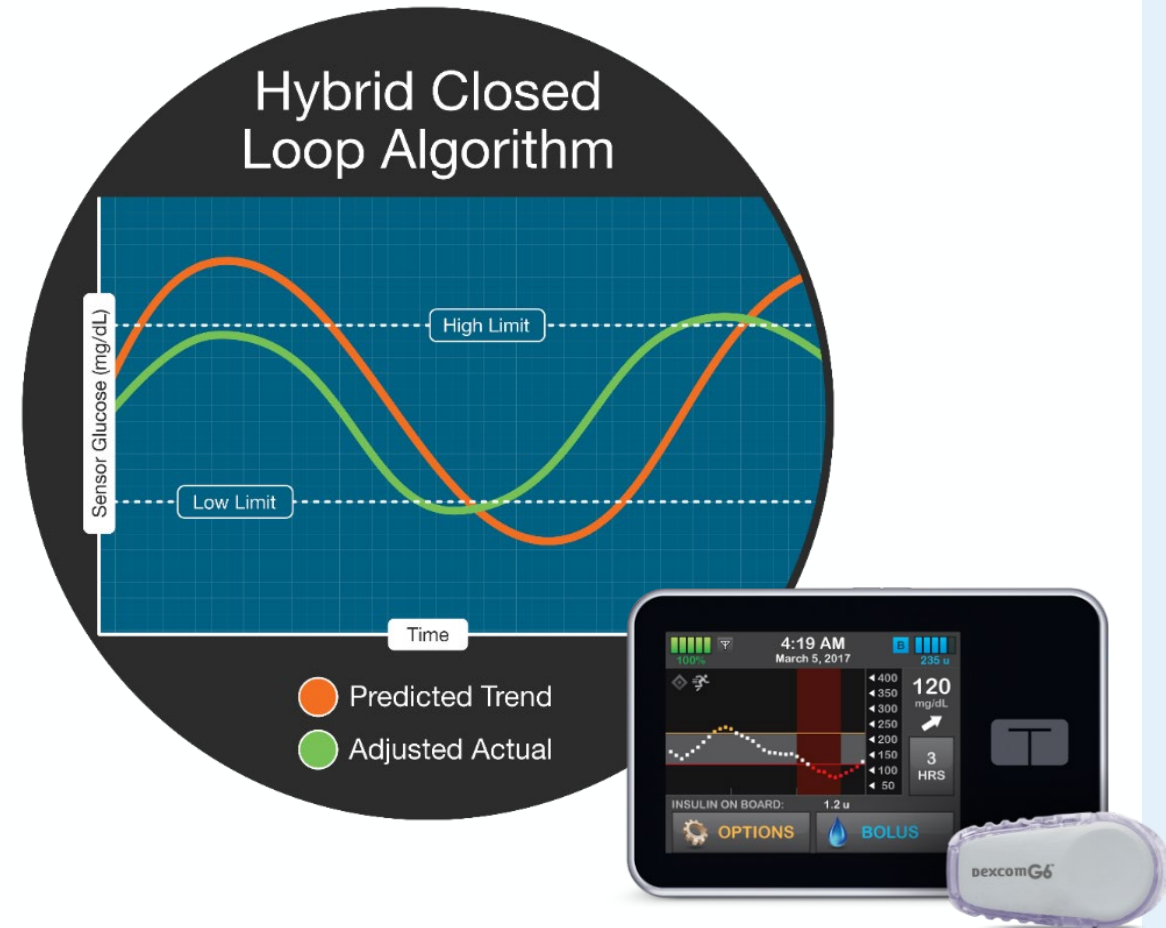 Hybrid Closed
Loop Algorithm
Sensor Glucose (mg/dL)
High Limit
Low Limit
Time
Predicted Trend
Adjusted Actual
100%
4:19 AM
March 5, 2017
B
235 u
400
350
300
250
200
150
100
50
120
mg/dL
3
HRS
INSULIN ON BOARD: 1.2 u
OPTIONS
BOLUS
T
Dexcom G6